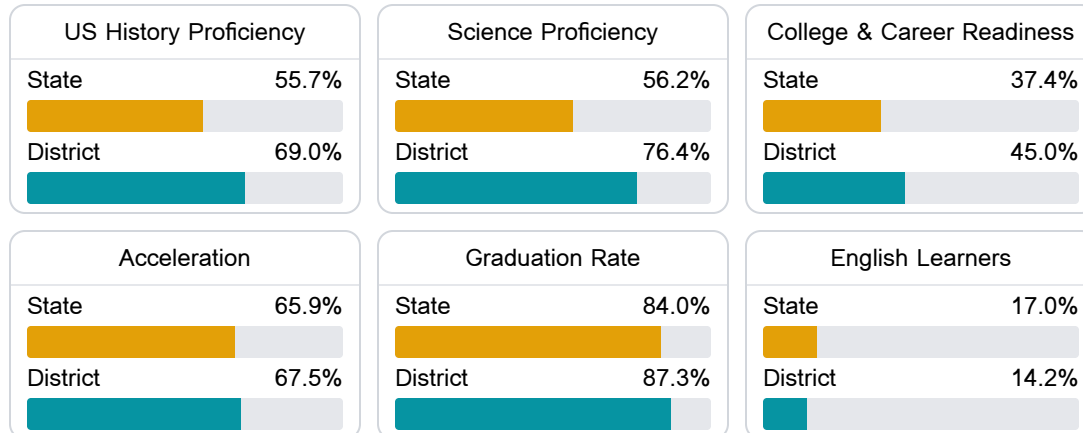 US History Proficiency
State 55.7%
District 69.0%
Science Proficiency
State 56.2%
District 76.4%
College & Career Readiness
State 37.4%
District 45.0%
Acceleration
State 65.9%
District 67.5%
Graduation Rate
State 84.0%
District 87.3%
English Learners
State 17.0%
District 14.2%